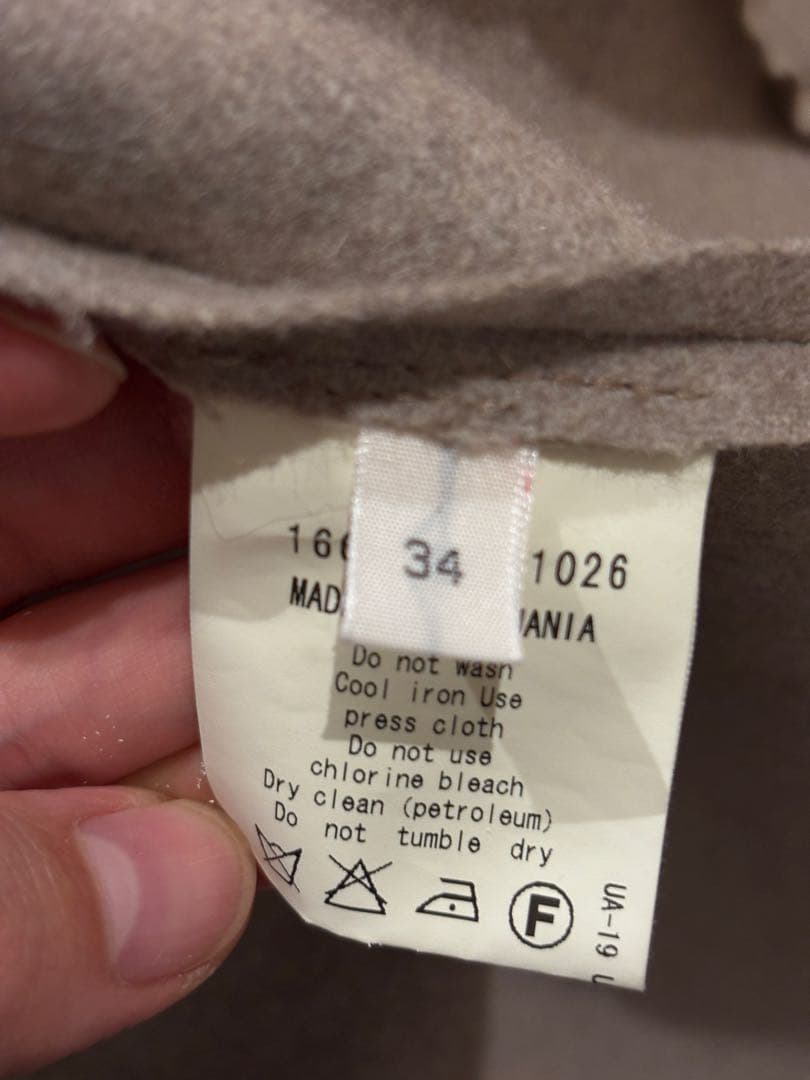 34
166 1026
MAD ANIA
Do not wash
Cool iron Use
press cloth
Do not use
chlorine bleach
Dry clean (petroleum)
Do not tumble dry
F
UA-19